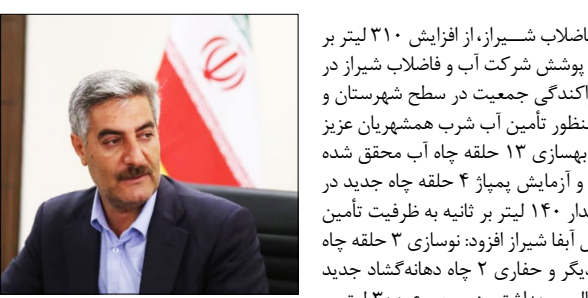 فاضلاب شــیراز، از افزایش ۳۱۰ لیتر بر
پوشش شرکت آب و فاضلاب شیراز در
اکندگی جمعیت در سطح شهرستان و
نظور تأمین آب شرب همشهریان عزیز
بهسازی ۱۳ حلقه چاه آب محقق شده
و آزمایش پمپاژ ۴ حلقه چاه جدید در
دار ۱۴۰ لیتر بر ثانیه به ظرفیت تأمین
آبفا شیراز افزود: نوسازی ۳ حلقه چاه
دیگر و حفاری ۲ چاه دهانه‌گشاد جدید